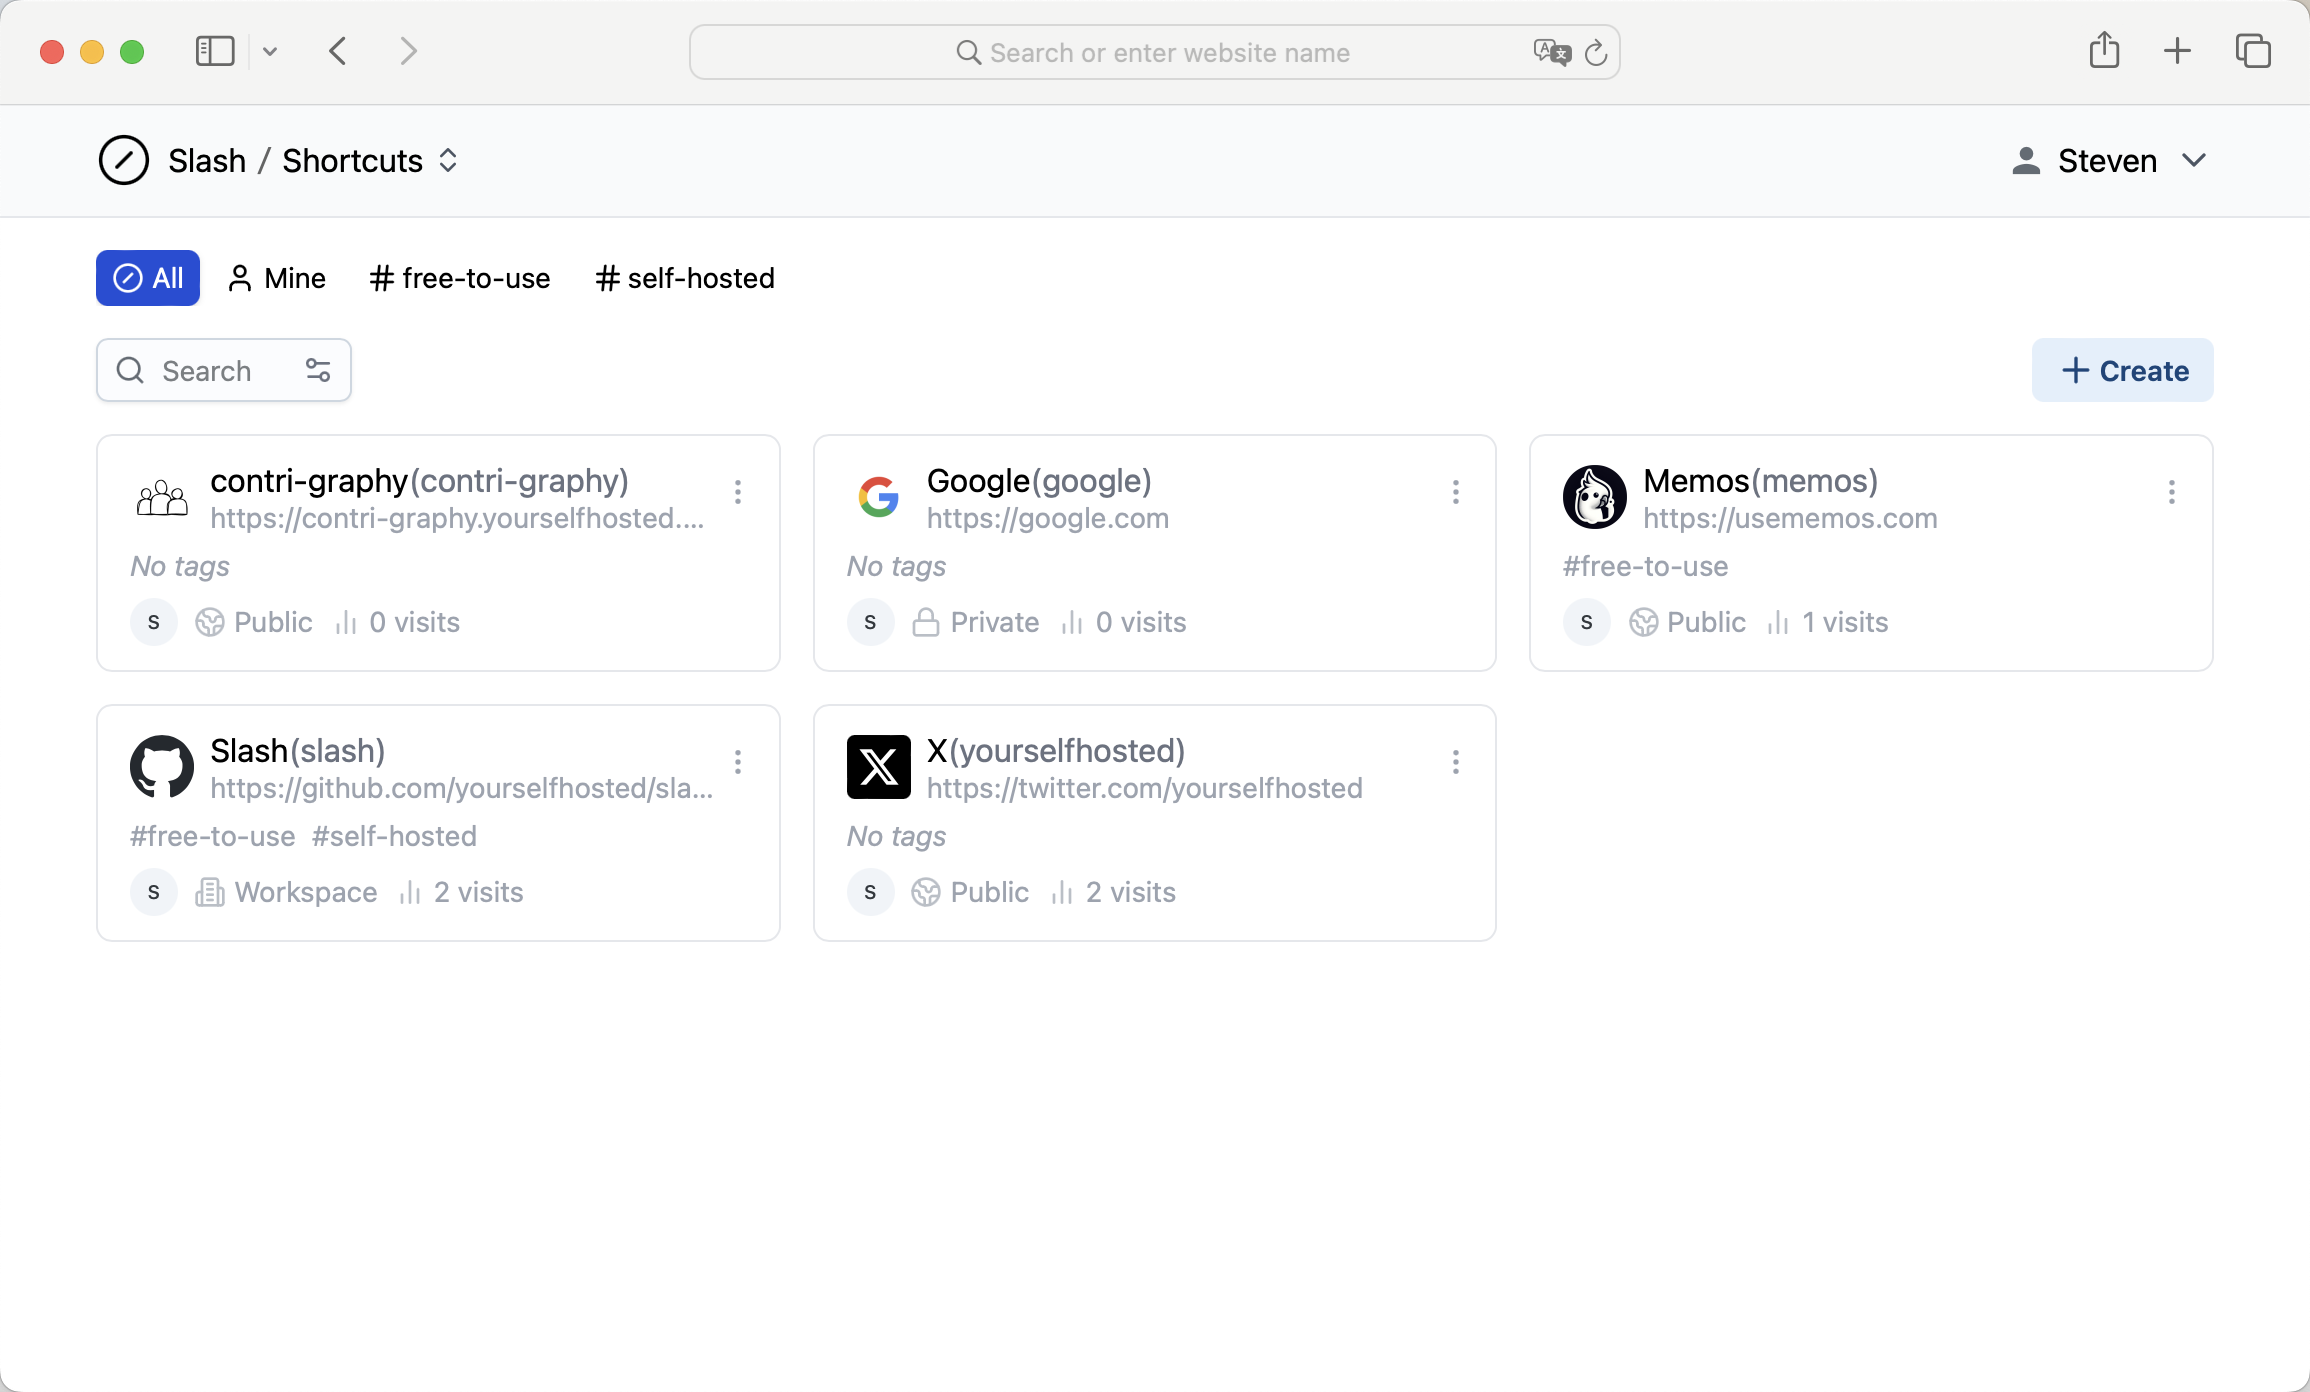 Search or enter website name
Slash / Shortcuts
Steven
All
Mine
# free-to-use
# self-hosted
Search
+ Create
contri-graphy(contri-graphy)
https://contri-graphy.yourselfhosted....
No tags
S Public 0 visits
Google(google)
https://google.com
No tags
S Private 0 visits
Memos(memos)
https://usememos.com
#free-to-use
S Public 1 visits
Slash(slash)
https://github.com/yourselfhosted/sla...
#free-to-use #self-hosted
S Workspace 2 visits
X(yourselfhosted)
https://twitter.com/yourselfhosted
No tags
S Public 2 visits